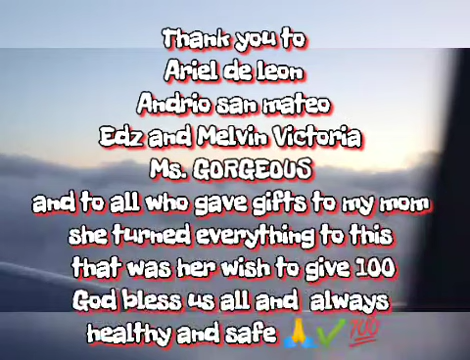 Thank you to
Ariel de leon
Andrio san mateo
Edz and Melvin Victoria
Ms. GORGEOUS
and to all who gave gifts to my mom
she turned everything to this
that was her wish to give 100
God bless us all and always
healthy and safe 🙏✔💯